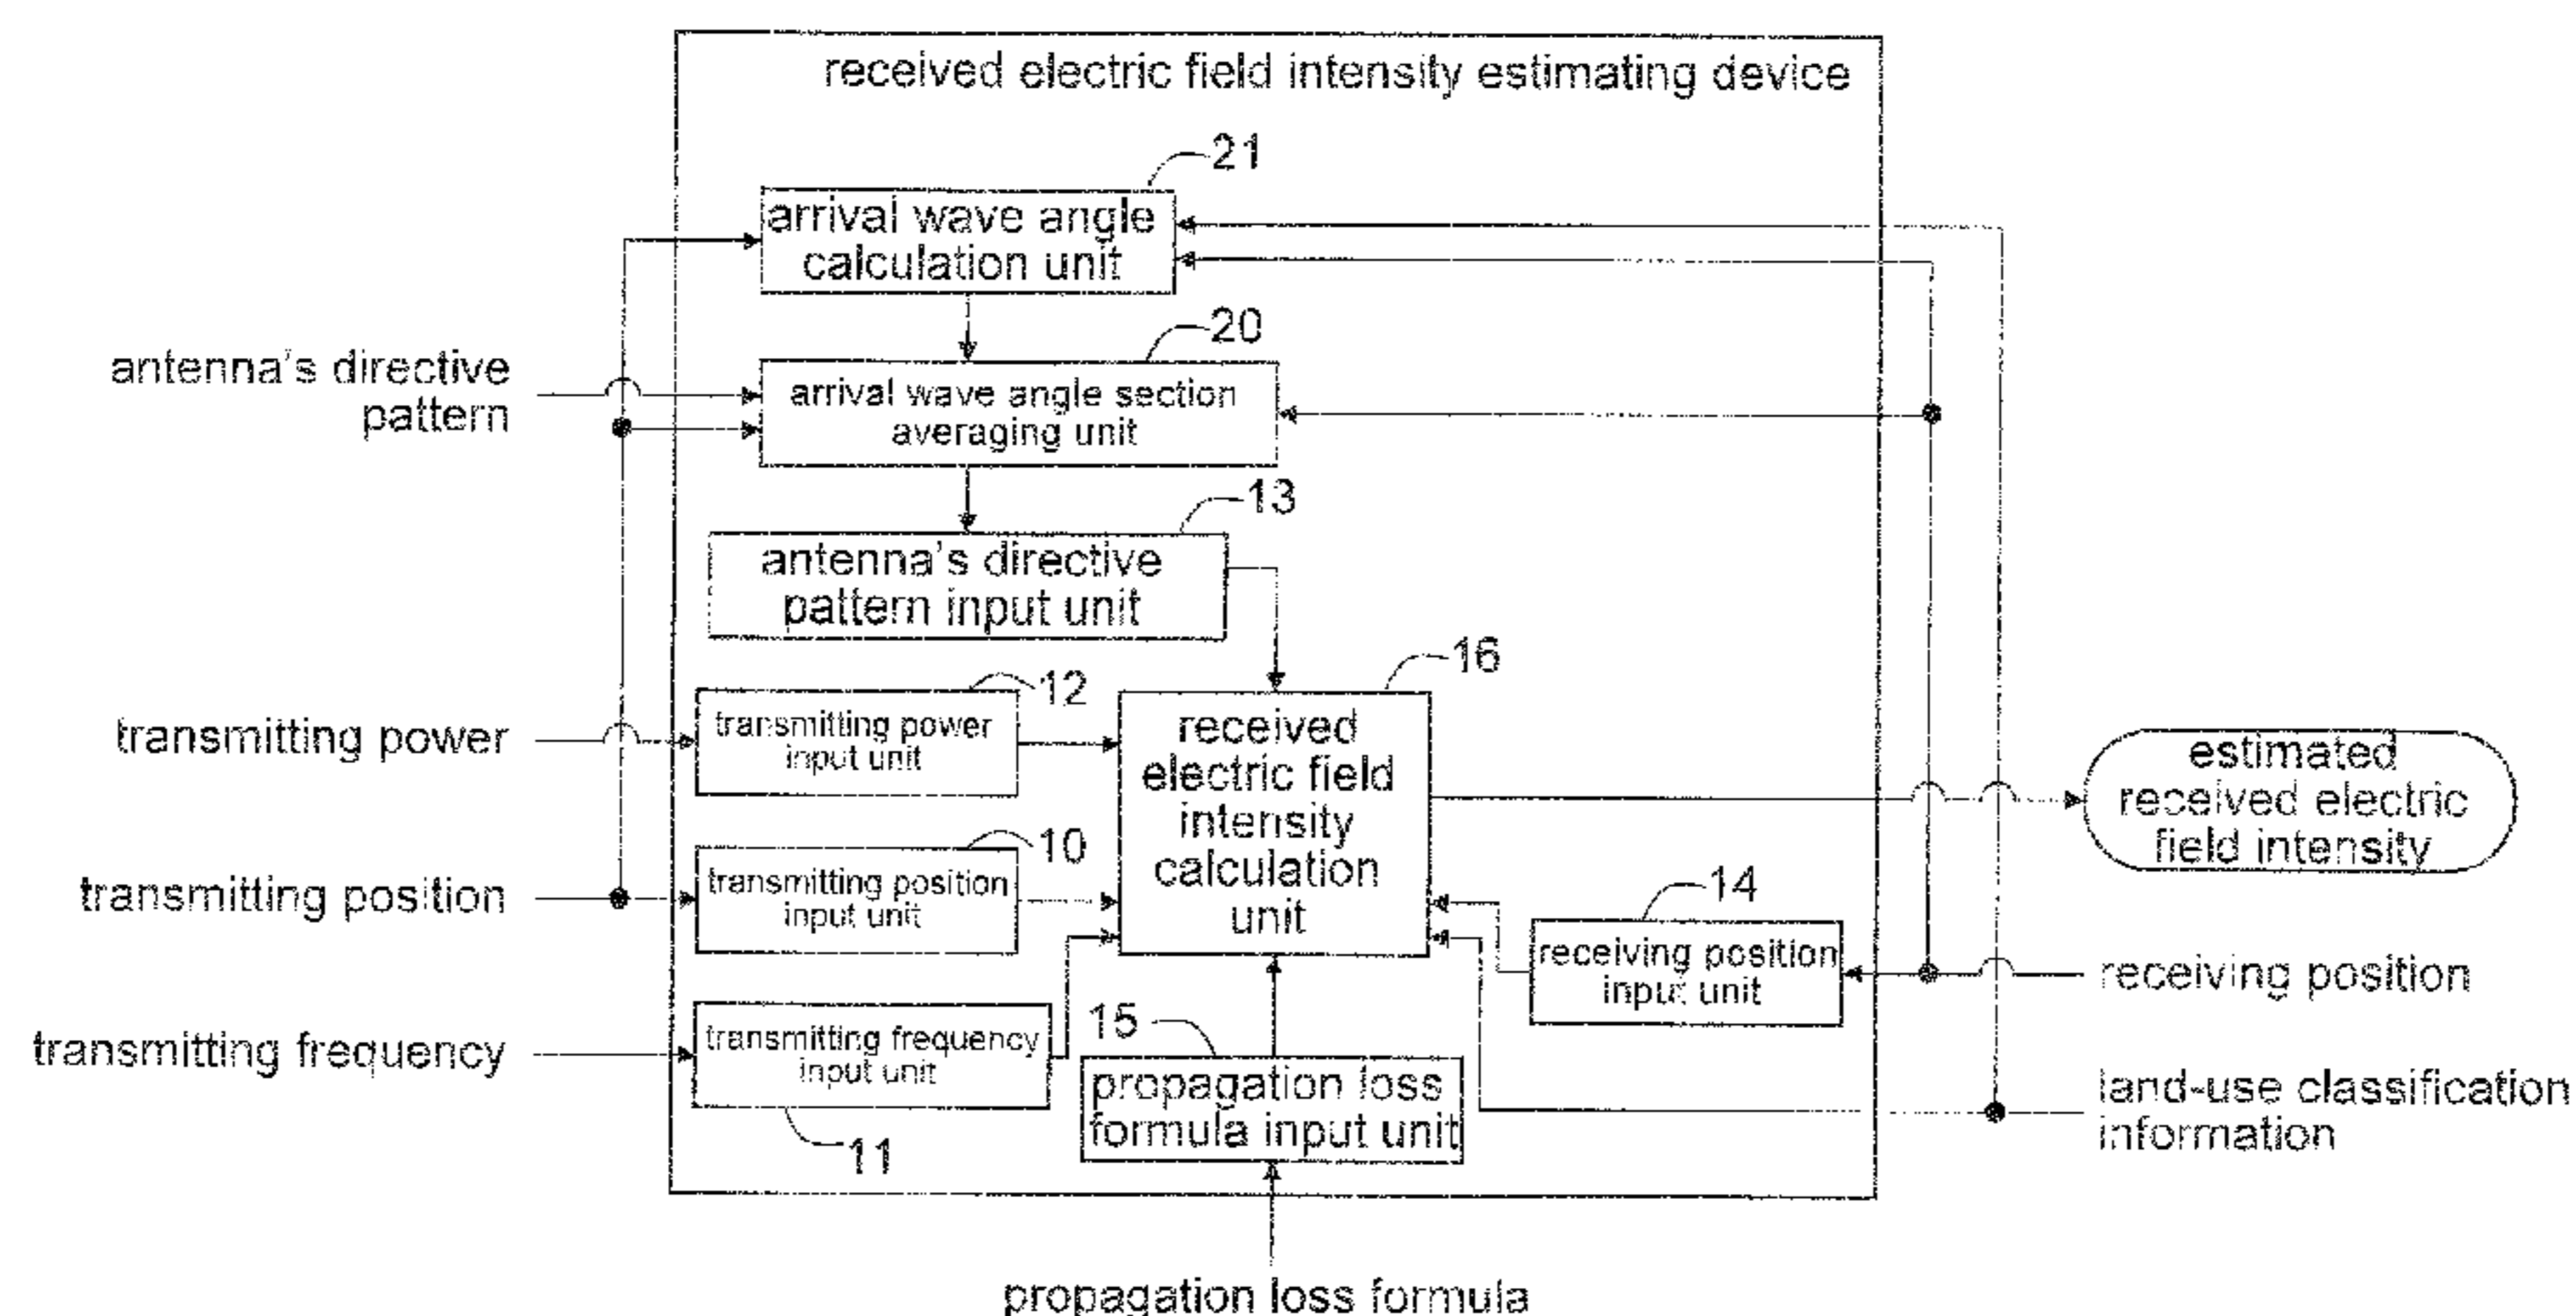 received electric field intensity estimating device
21
arrival wave angle
calculation unit
20
antenna's directive
pattern
arrival wave angle section
averaging unit
13
antenna's directive
pattern input unit
16
12
transmitting power
transmitting power
input unit
received
electric field
intensity
calculation
unit
estimated
received electric
field intensity
10
transmitting position
transmitting position
input unit
14
receiving position
input unit
receiving position
transmitting frequency
transmitting frequency
input unit
11
15
propagation loss
formula input unit
land-use classification
information
propagation loss formula